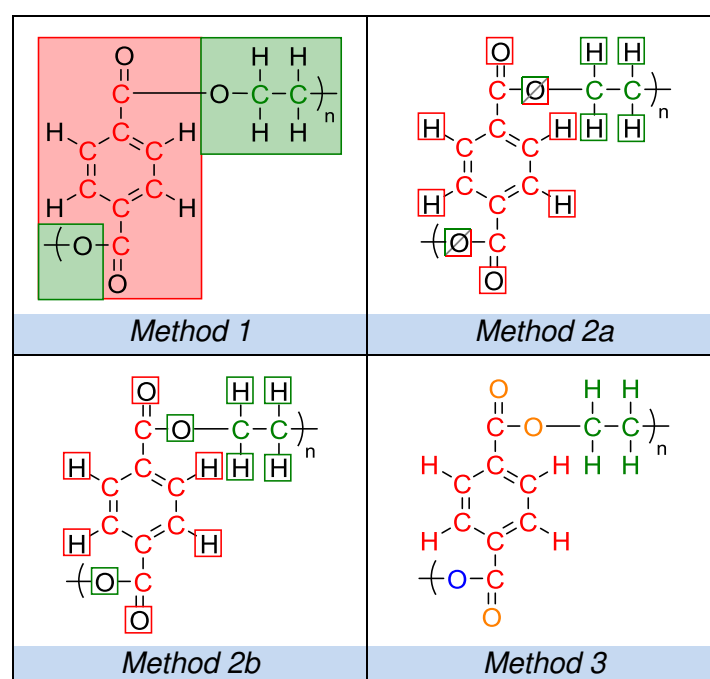 O H H
C O C C )n
H C H H H
C C
C C
H C H
( O C
O
Method 1
O H H
C O C C )n
H C H H H
C C
C C
H C H
( O C
O
Method 2a
O H H
C O C C )n
H C H H H
C C
C C
H C H
( O C
O
Method 2b
O H H
C O C C )n
H C H H H
C C
C C
H C H
( O C
O
Method 3